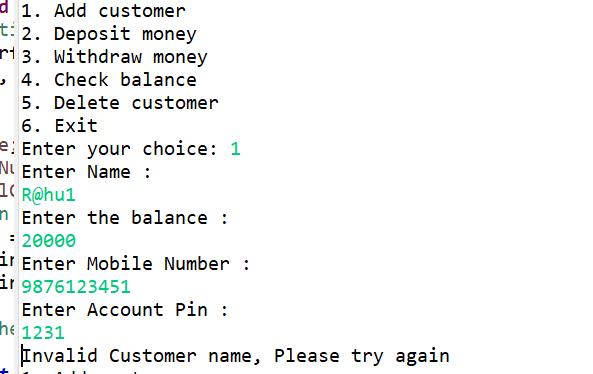 1. Add customer
2. Deposit money
3. Withdraw money
4. Check balance
5. Delete customer
6. Exit
Enter your choice: 1
Enter Name :
R@hu1
Enter the balance :
20000
Enter Mobile Number :
9876123451
Enter Account Pin :
1231
Invalid Customer name, Please try again